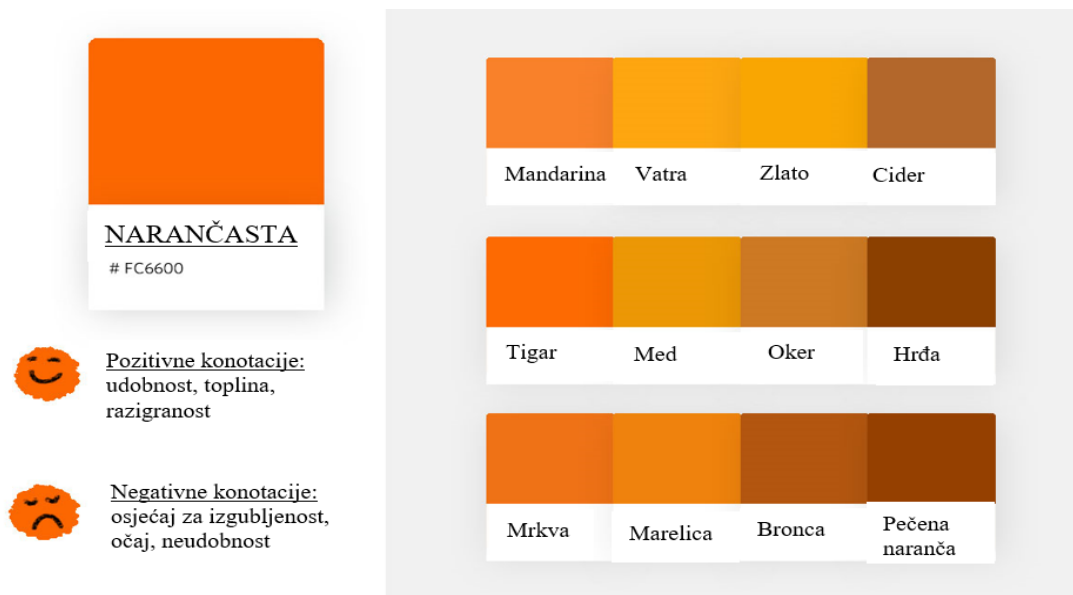 NARANČASTA
# FC6600
Pozitivne konotacije:
udobnost, toplina,
razigranost
Negativne konotacije:
osjećaj za izgubljenost,
očaj, neudobnost
Mandarina Vatra Zlato Cider
Tigar Med Oker Hrđa
Mrkva Marelica Bronca Pečena
naranča